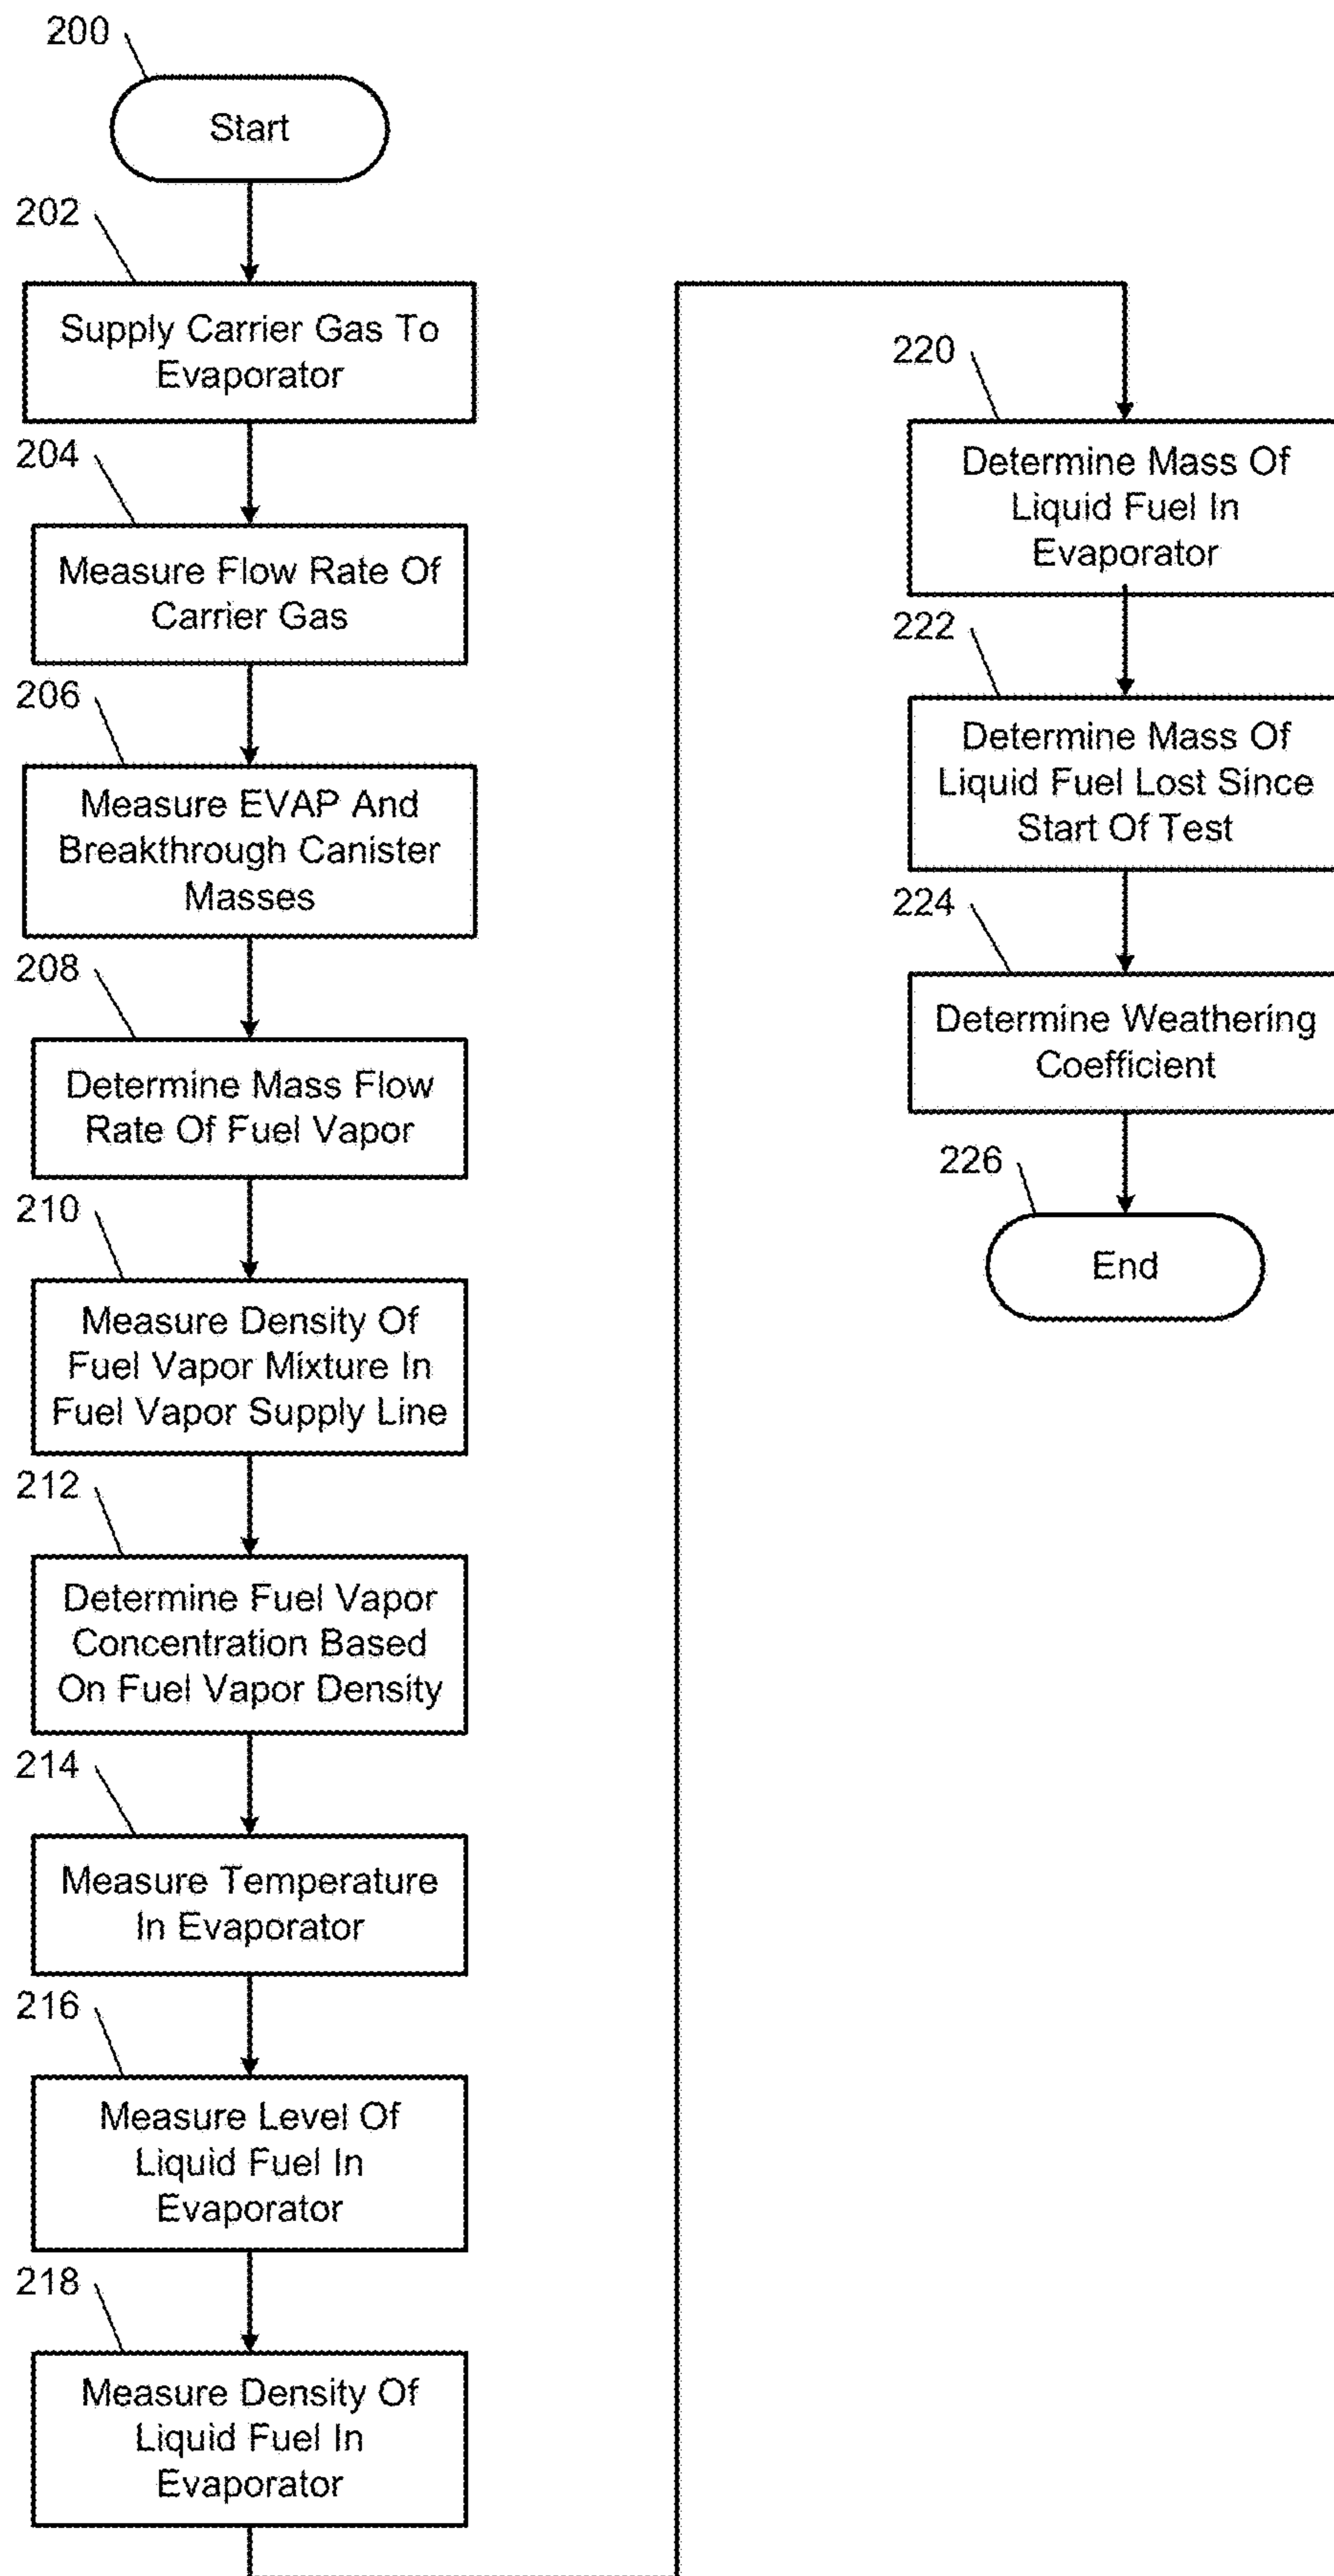 200
Start
202
Supply Carrier Gas To
Evaporator
204
Measure Flow Rate Of
Carrier Gas
206
Measure EVAP And
Breakthrough Canister
Masses
208
Determine Mass Flow
Rate Of Fuel Vapor
210
Measure Density Of
Fuel Vapor Mixture In
Fuel Vapor Supply Line
212
Determine Fuel Vapor
Concentration Based
On Fuel Vapor Density
214
Measure Temperature
In Evaporator
216
Measure Level Of
Liquid Fuel In
Evaporator
218
Measure Density Of
Liquid Fuel In
Evaporator
220
Determine Mass Of
Liquid Fuel In
Evaporator
222
Determine Mass Of
Liquid Fuel Lost Since
Start Of Test
224
Determine Weathering
Coefficient
226
End